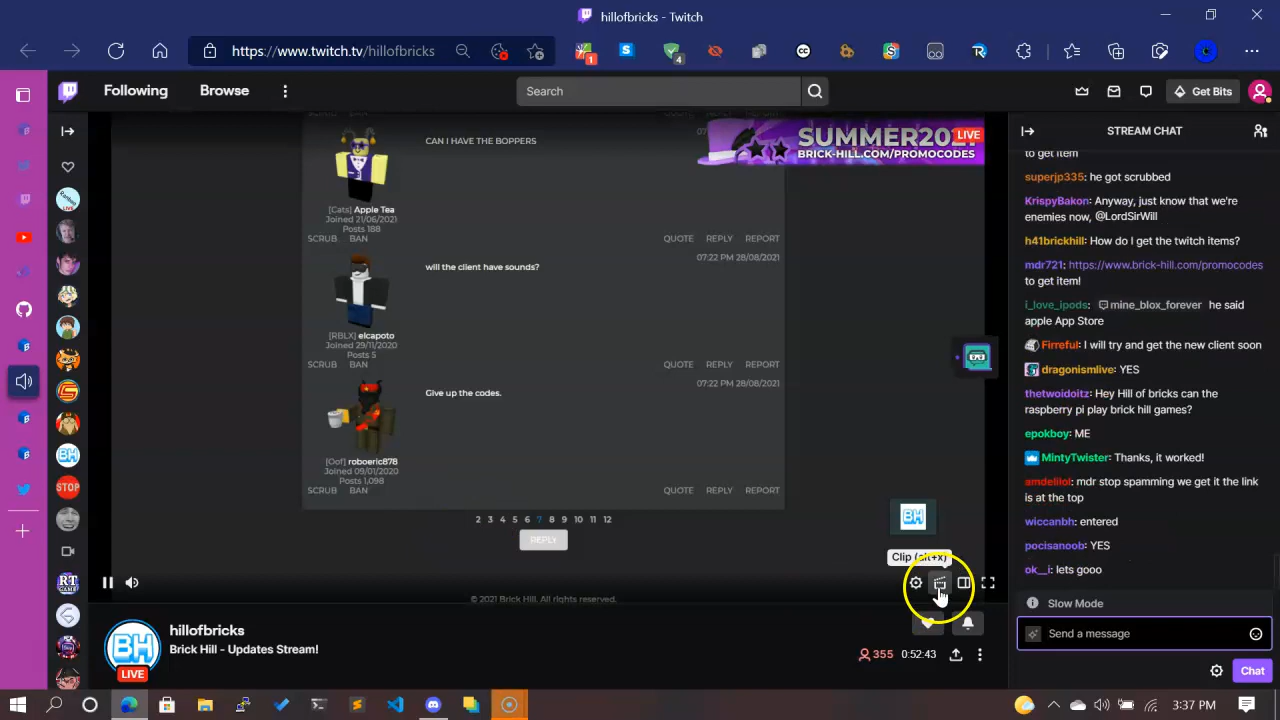 hillofbricks - Twitch
https://www.twitch.tv/hillofbricks
1
4
Following
Browse
Search
Get Bits
CAN I HAVE THE BOPPERS
[Cats] Apple Tea
Joined 21/06/2021
Posts 188
SCRUB BAN
QUOTE REPLY REPORT
SUMMER2021
LIVE
BRICK-HILL.COM/PROMOCODES
will the client have sounds?
07:22 PM 28/08/2021
[RBLX] elcapoto
Joined 29/11/2020
Posts 5
SCRUB BAN
QUOTE REPLY REPORT
Give up the codes.
07:22 PM 28/08/2021
[Oof] roboeric878
Joined 09/01/2020
Posts 1,098
SCRUB BAN
QUOTE REPLY REPORT
2 3 4 5 6 7 8 9 10 11 12
REPLY
BH
Clip (alt+x)
© 2021 Brick Hill. All rights reserved.
BH
STOP
RT
GAME
BH
LIVE
hillofbricks
Brick Hill - Updates Stream!
355
0:52:43
STREAM CHAT
to get item
superjp335: he got scrubbed
KrispyBakon: Anyway, just know that we're
enemies now, @LordSirWill
h41brickhill: How do I get the twitch items?
mdr721: https://www.brick-hill.com/promocodes
to get item!
i_love_ipods: mine_blox_forever he said
apple App Store
Firreful: I will try and get the new client soon
dragonismlive: YES
thetwoidoitz: Hey Hill of bricks can the
raspberry pi play brick hill games?
epokboy: ME
MintyTwister: Thanks, it worked!
amdelilol: mdr stop spamming we get it the link
is at the top
wiccanbh: entered
pocisanoob: YES
ok__i: lets gooo
Slow Mode
Send a message
Chat
3:37 PM